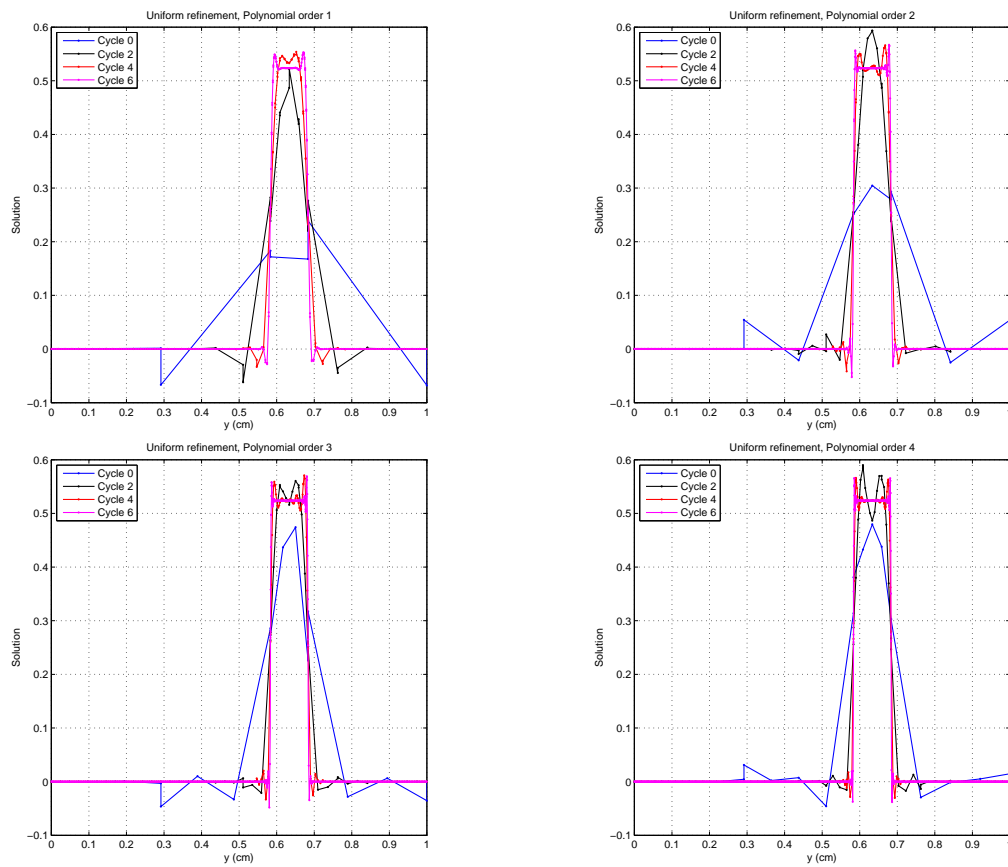 Uniform refinement, Polynomial order 1
0.6
0.5
0.4
0.3
0.2
0.1
0
−0.1
Solution
Cycle 0
Cycle 2
Cycle 4
Cycle 6
0 0.1 0.2 0.3 0.4 0.5 0.6 0.7 0.8 0.9 1
y (cm)
Uniform refinement, Polynomial order 2
0.6
0.5
0.4
0.3
0.2
0.1
0
−0.1
Solution
Cycle 0
Cycle 2
Cycle 4
Cycle 6
0 0.1 0.2 0.3 0.4 0.5 0.6 0.7 0.8 0.9
y (cm)
Uniform refinement, Polynomial order 3
0.6
0.5
0.4
0.3
0.2
0.1
0
−0.1
Solution
Cycle 0
Cycle 2
Cycle 4
Cycle 6
0 0.1 0.2 0.3 0.4 0.5 0.6 0.7 0.8 0.9 1
y (cm)
Uniform refinement, Polynomial order 4
0.6
0.5
0.4
0.3
0.2
0.1
0
−0.1
Solution
Cycle 0
Cycle 2
Cycle 4
Cycle 6
0 0.1 0.2 0.3 0.4 0.5 0.6 0.7 0.8 0.9
y (cm)